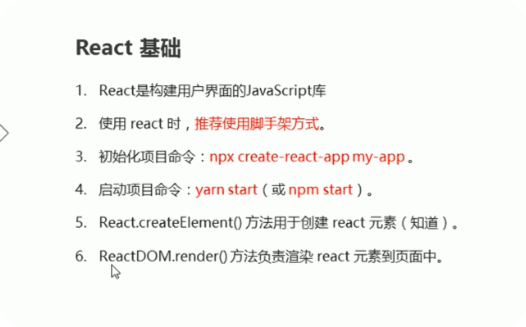 React 基础
1. React是构建用户界面的JavaScript库
2. 使用 react 时，推荐使用脚手架方式。
3. 初始化项目命令：npx create-react-app my-app 。
4. 启动项目命令：yarn start（或 npm start）。
5. React.createElement() 方法用于创建 react 元素（知道）。
6. ReactDOM.render() 方法负责渲染 react 元素到页面中。